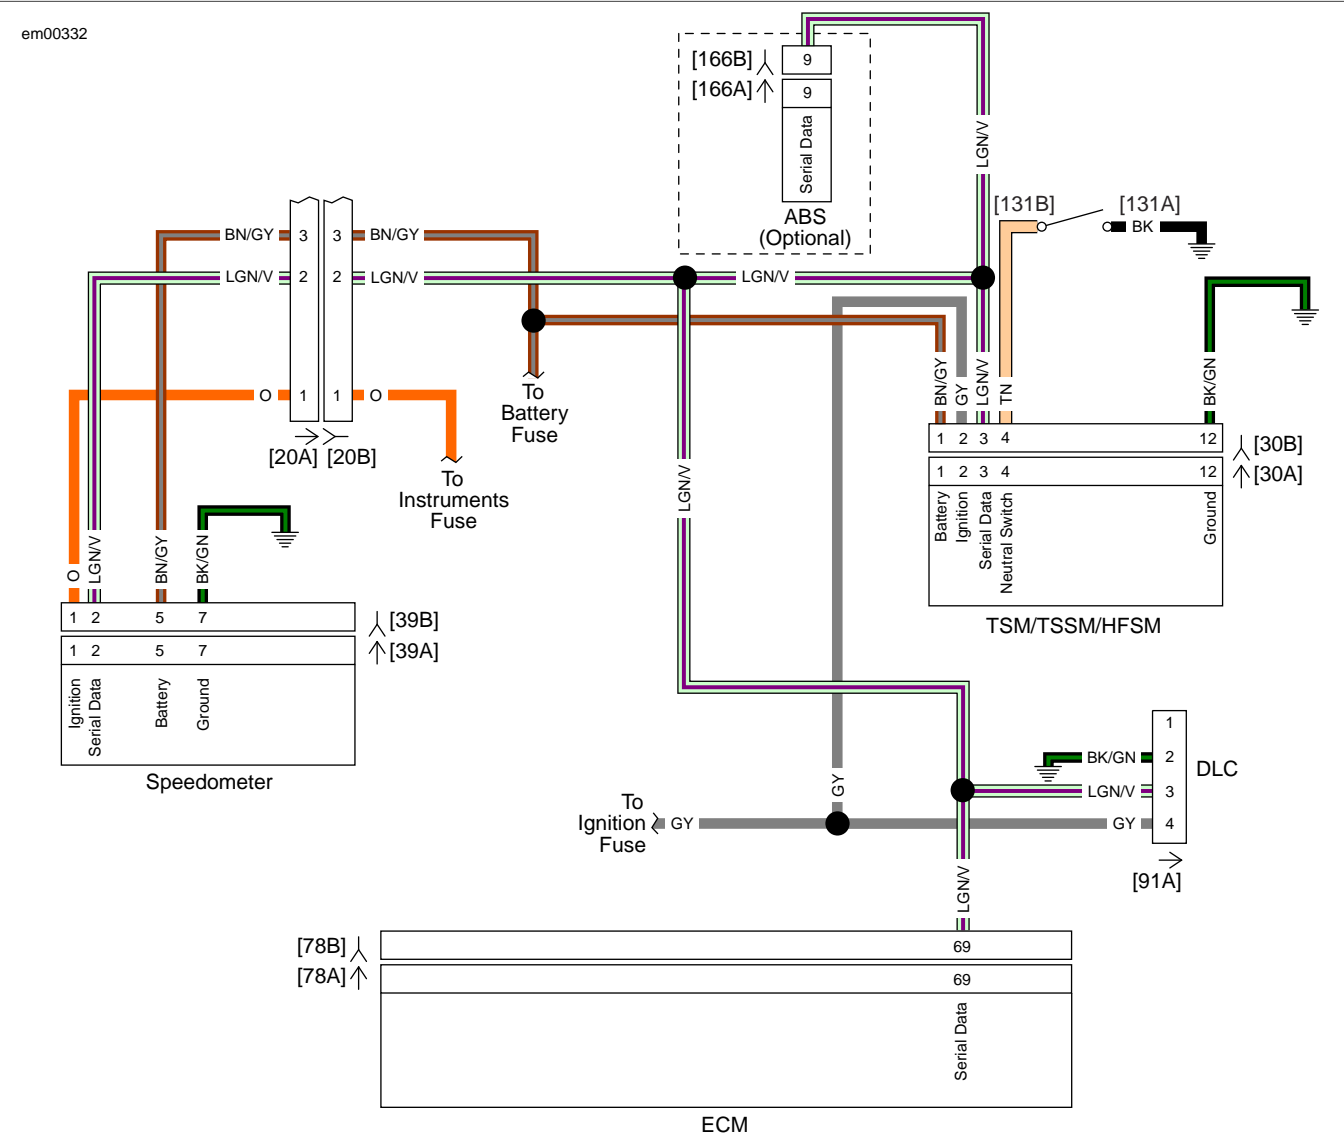 em00332
[166B]
9
[166A]
9
Serial Data
ABS
(Optional)
LGN/V
[131B]
[131A]
BK
BN/GY
3
3
BN/GY
LGN/V
2
2
LGN/V
LGN/V
O
1
1
O
[20A]
[20B]
To
Battery
Fuse
To
Instruments
Fuse
BN/GY
GY
LGN/V
TN
BK/GN
1
2
3
4
12
[30B]
1
2
3
4
12
[30A]
Battery
Ignition
Serial Data
Neutral Switch
Ground
TSM/TSSM/HFSM
LGN/V
O
LGN/V
BN/GY
BK/GN
1
2
5
7
[39B]
1
2
5
7
[39A]
Ignition
Serial Data
Battery
Ground
Speedometer
1
BK/GN
2
DLC
LGN/V
3
GY
4
[91A]
GY
To
Ignition
Fuse
GY
LGN/V
[78B]
69
[78A]
69
Serial Data
ECM